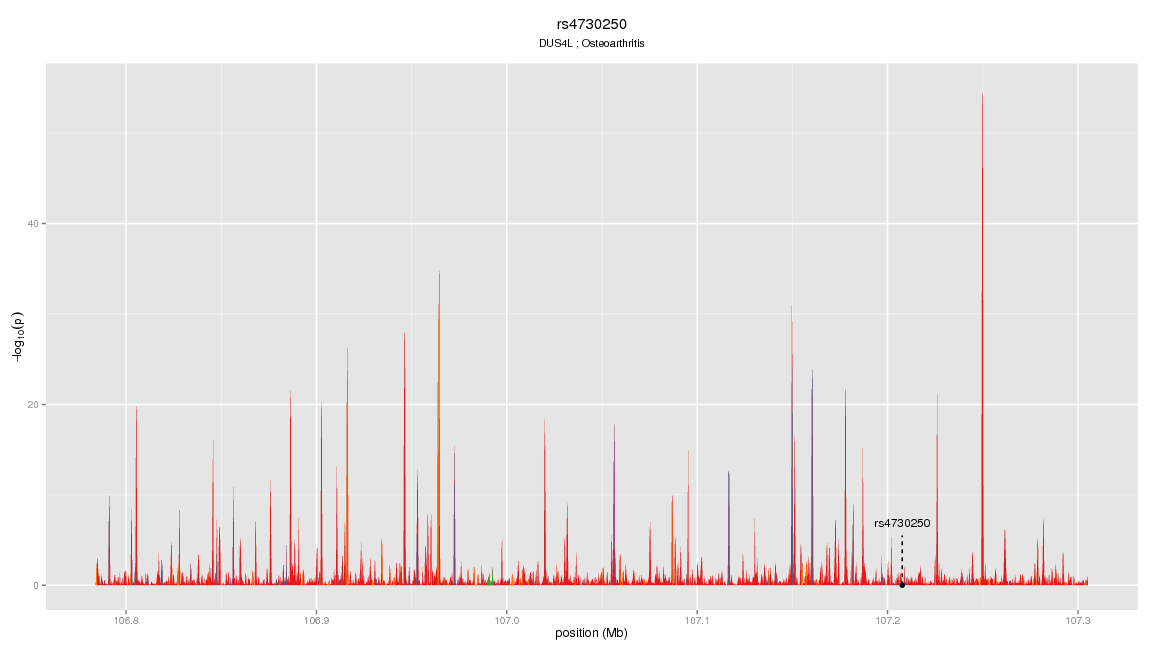 rs4730250
DUS4L ; Osteoarthritis
−log10(p)
40
20
0
rs4730250
106.8
106.9
107.0
107.1
107.2
107.3
position (Mb)